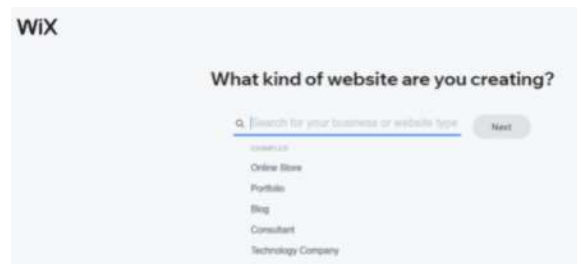 WiX
What kind of website are you creating?
Search for your business or website type
Next
EXAMPLES
Online Store
Portfolio
Blog
Consultant
Technology Company